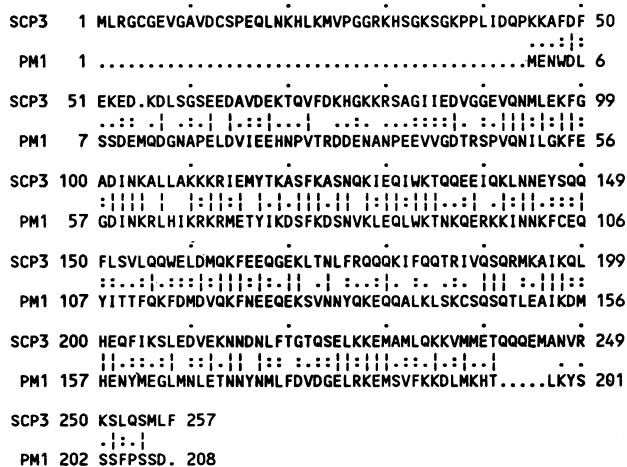 SCP3 1 MLRGCGEVGAVDCSPEQLNKHLKMVPGGRKHSGKSGKPPLIDQPKKAFDF 50
PM1 1 ............................................MENWDL 6
SCP3 51 EKED.KDLSGSEEDAVDEKTQVFDKHGKKRSAGIIEDVGGEVQNMLEKFG 99
PM1 7 SSDEMQDGNAPELDVIEEHNPVTRDDENANPEEVVGDTRSPVQNILGKFE 56
SCP3 100 ADINKALLAKKKRIEMYTKASFKASNQKIEQIWKTQQEEIQKLNNEYSQQ 149
PM1 57 GDINKRLHIKRKRMETYIKDSFKDSNVKLEQLWKTNKQERKKINNKFCEQ 106
SCP3 150 FLSVLQQWELDMQKFEEQGEKLTNLFRQQQKIFQQTRIVQSQRMKAIKQL 199
PM1 107 YITTFQKFDMDVQKFNEEQEKSVNNYQKEQQALKLSKCSQSQTLEAIKDM 156
SCP3 200 HEQFIKSLEDVEKNNDNLFTGTQSELKKEMAMLQKKVMMETQQQEMANVR 249
PM1 157 HENYMEGLMNLETNNYNMLFDVDGELRKEMSVFKKDLMKHT.....LKYS 201
SCP3 250 KSLQSMLF 257
PM1 202 SSFPSSD. 208